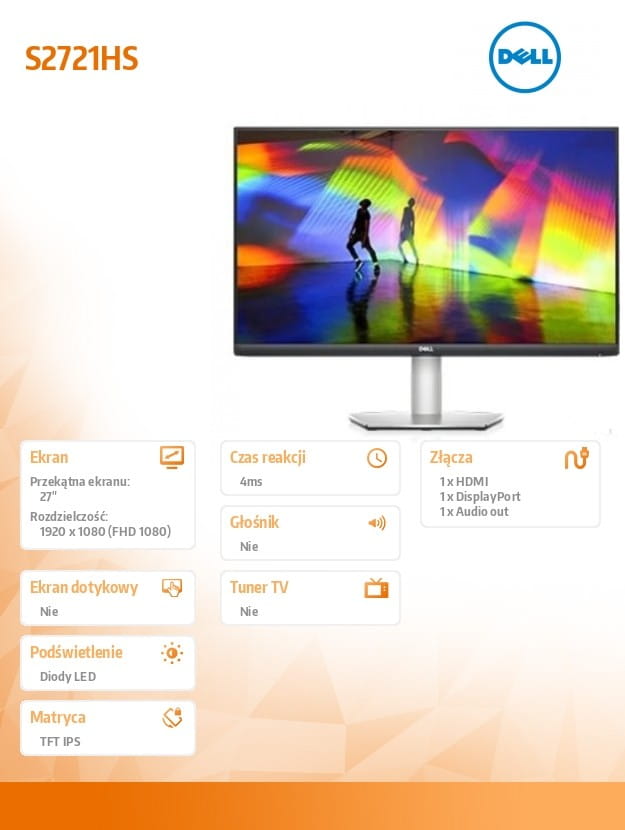 S2721HS
DELL
DELL
Ekran
Przekątna ekranu:
27"
Rozdzielczość:
1920 x 1080 (FHD 1080)
Czas reakcji
4ms
Złącza
1 x HDMI
1 x DisplayPort
1 x Audio out
Głośnik
Nie
Ekran dotykowy
Nie
Tuner TV
Nie
Podświetlenie
Diody LED
Matryca
TFT IPS